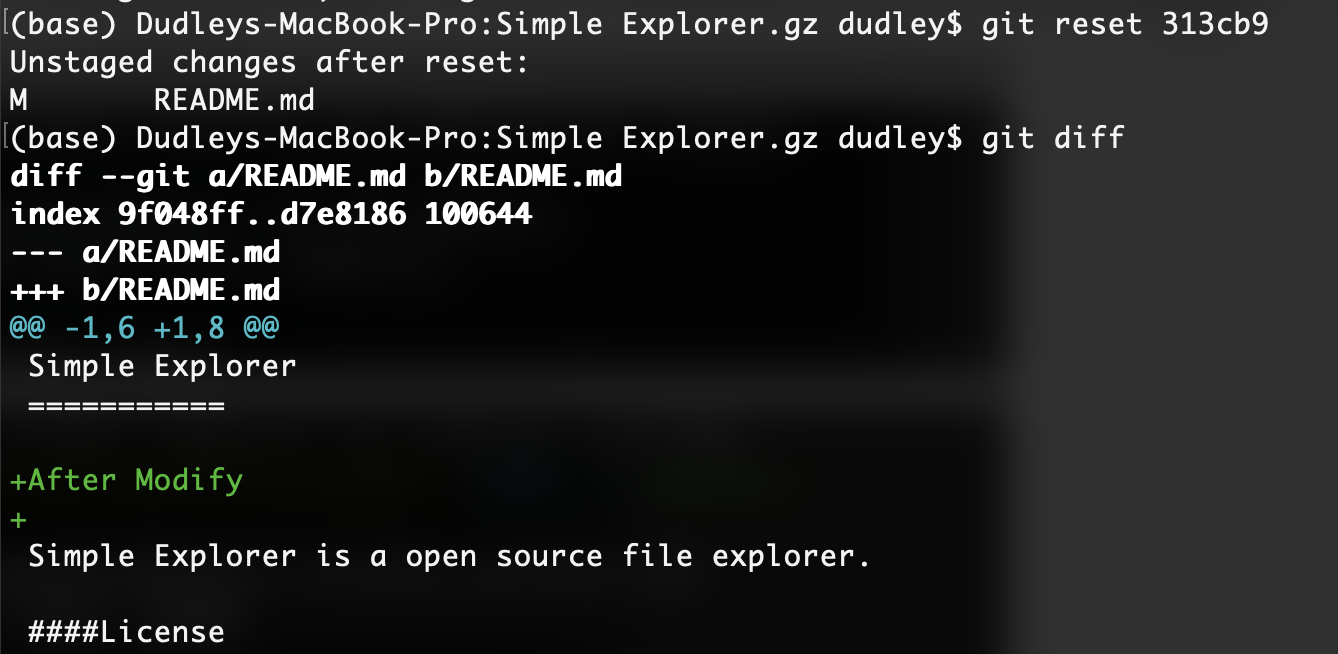 (base) Dudleys-MacBook-Pro:Simple Explorer.gz dudley$ git reset 313cb9
Unstaged changes after reset:
M       README.md
(base) Dudleys-MacBook-Pro:Simple Explorer.gz dudley$ git diff
diff --git a/README.md b/README.md
index 9f048ff..d7e8186 100644
--- a/README.md
+++ b/README.md
@@ -1,6 +1,8 @@
 Simple Explorer
 ===========
+After Modify
+
 Simple Explorer is a open source file explorer.
 ####License